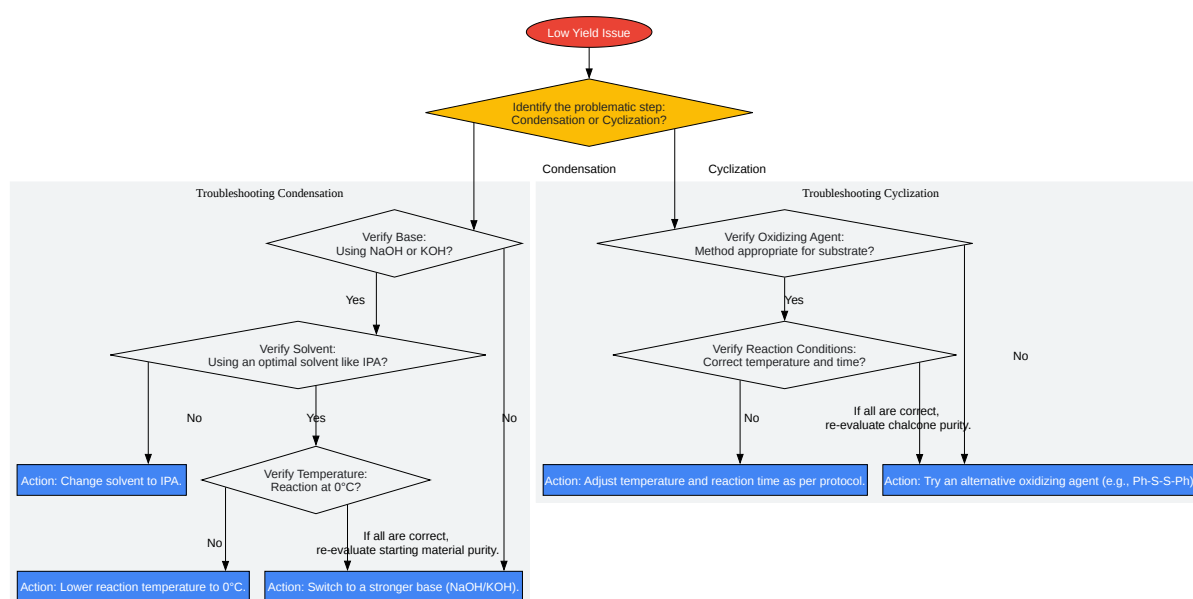 Low Yield Issue
Identify the problematic step:
Condensation or Cyclization?
Condensation
Cyclization
Troubleshooting Condensation
Troubleshooting Cyclization
Verify Base:
Using NaOH or KOH?
Verify Oxidizing Agent:
Method appropriate for substrate?
Yes
Yes
Verify Solvent:
Using an optimal solvent like IPA?
Verify Reaction Conditions:
Correct temperature and time?
No
No
Yes
No
No
If all are correct,
re-evaluate chalcone purity.
Verify Temperature:
Reaction at 0°C?
Action: Change solvent to IPA.
Action: Adjust temperature and reaction time as per protocol.
Action: Try an alternative oxidizing agent (e.g., Ph-S-S-Ph)
No
If all are correct,
re-evaluate starting material purity.
Action: Lower reaction temperature to 0°C.
Action: Switch to a stronger base (NaOH/KOH).